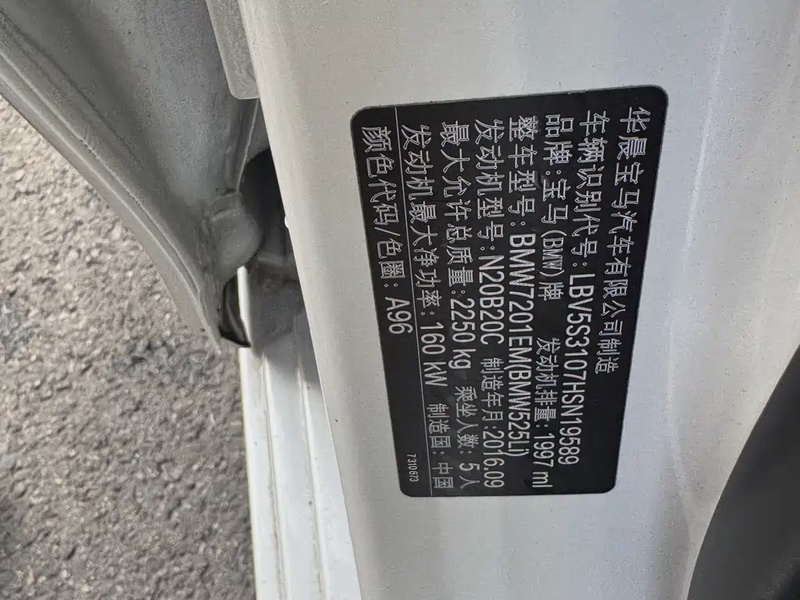 华晨宝马汽车有限公司制造
车辆识别代号: LBV5S3107HSN19589
品牌: 宝马(BMW)牌 发动机排量: 1997 ml
整车型号: BMW7201EM(BMW525Li)
发动机型号: N20B20C 制造年月: 2016.09
最大允许总质量: 2250 kg 乘坐人数: 5 人
发动机最大净功率: 160 kW 制造国: 中国
颜色代码/色圈: A96
7 310 673